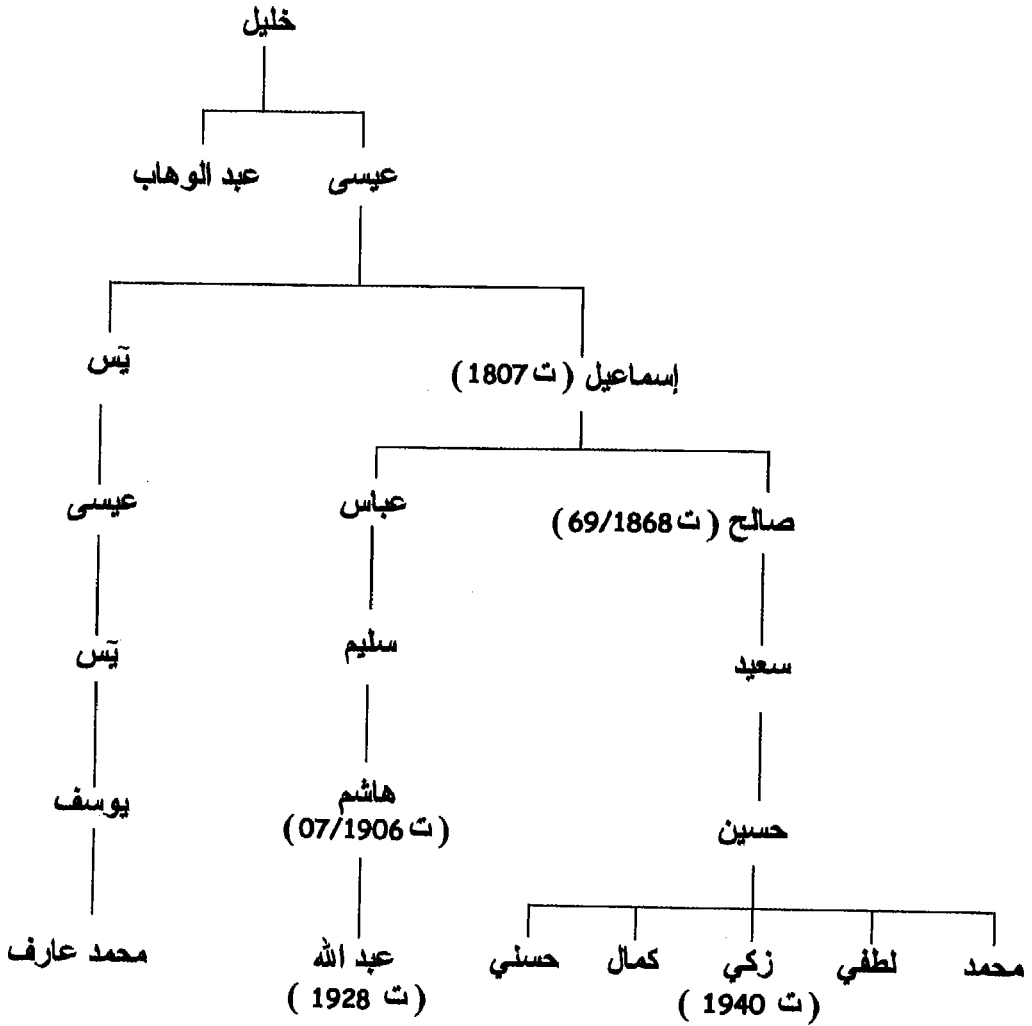 خليل
عيسى
عبد الوهاب
إسماعيل (ت 1807)
يٓس
صالح (ت 69/1868)
عباس
عيسى
سعيد
سليم
يٓس
حسين
هاشم
(ت 07/1906)
يوسف
محمد
لطفي
زكي
(ت 1940)
كمال
حسني
عبد الله
(ت 1928)
محمد عارف